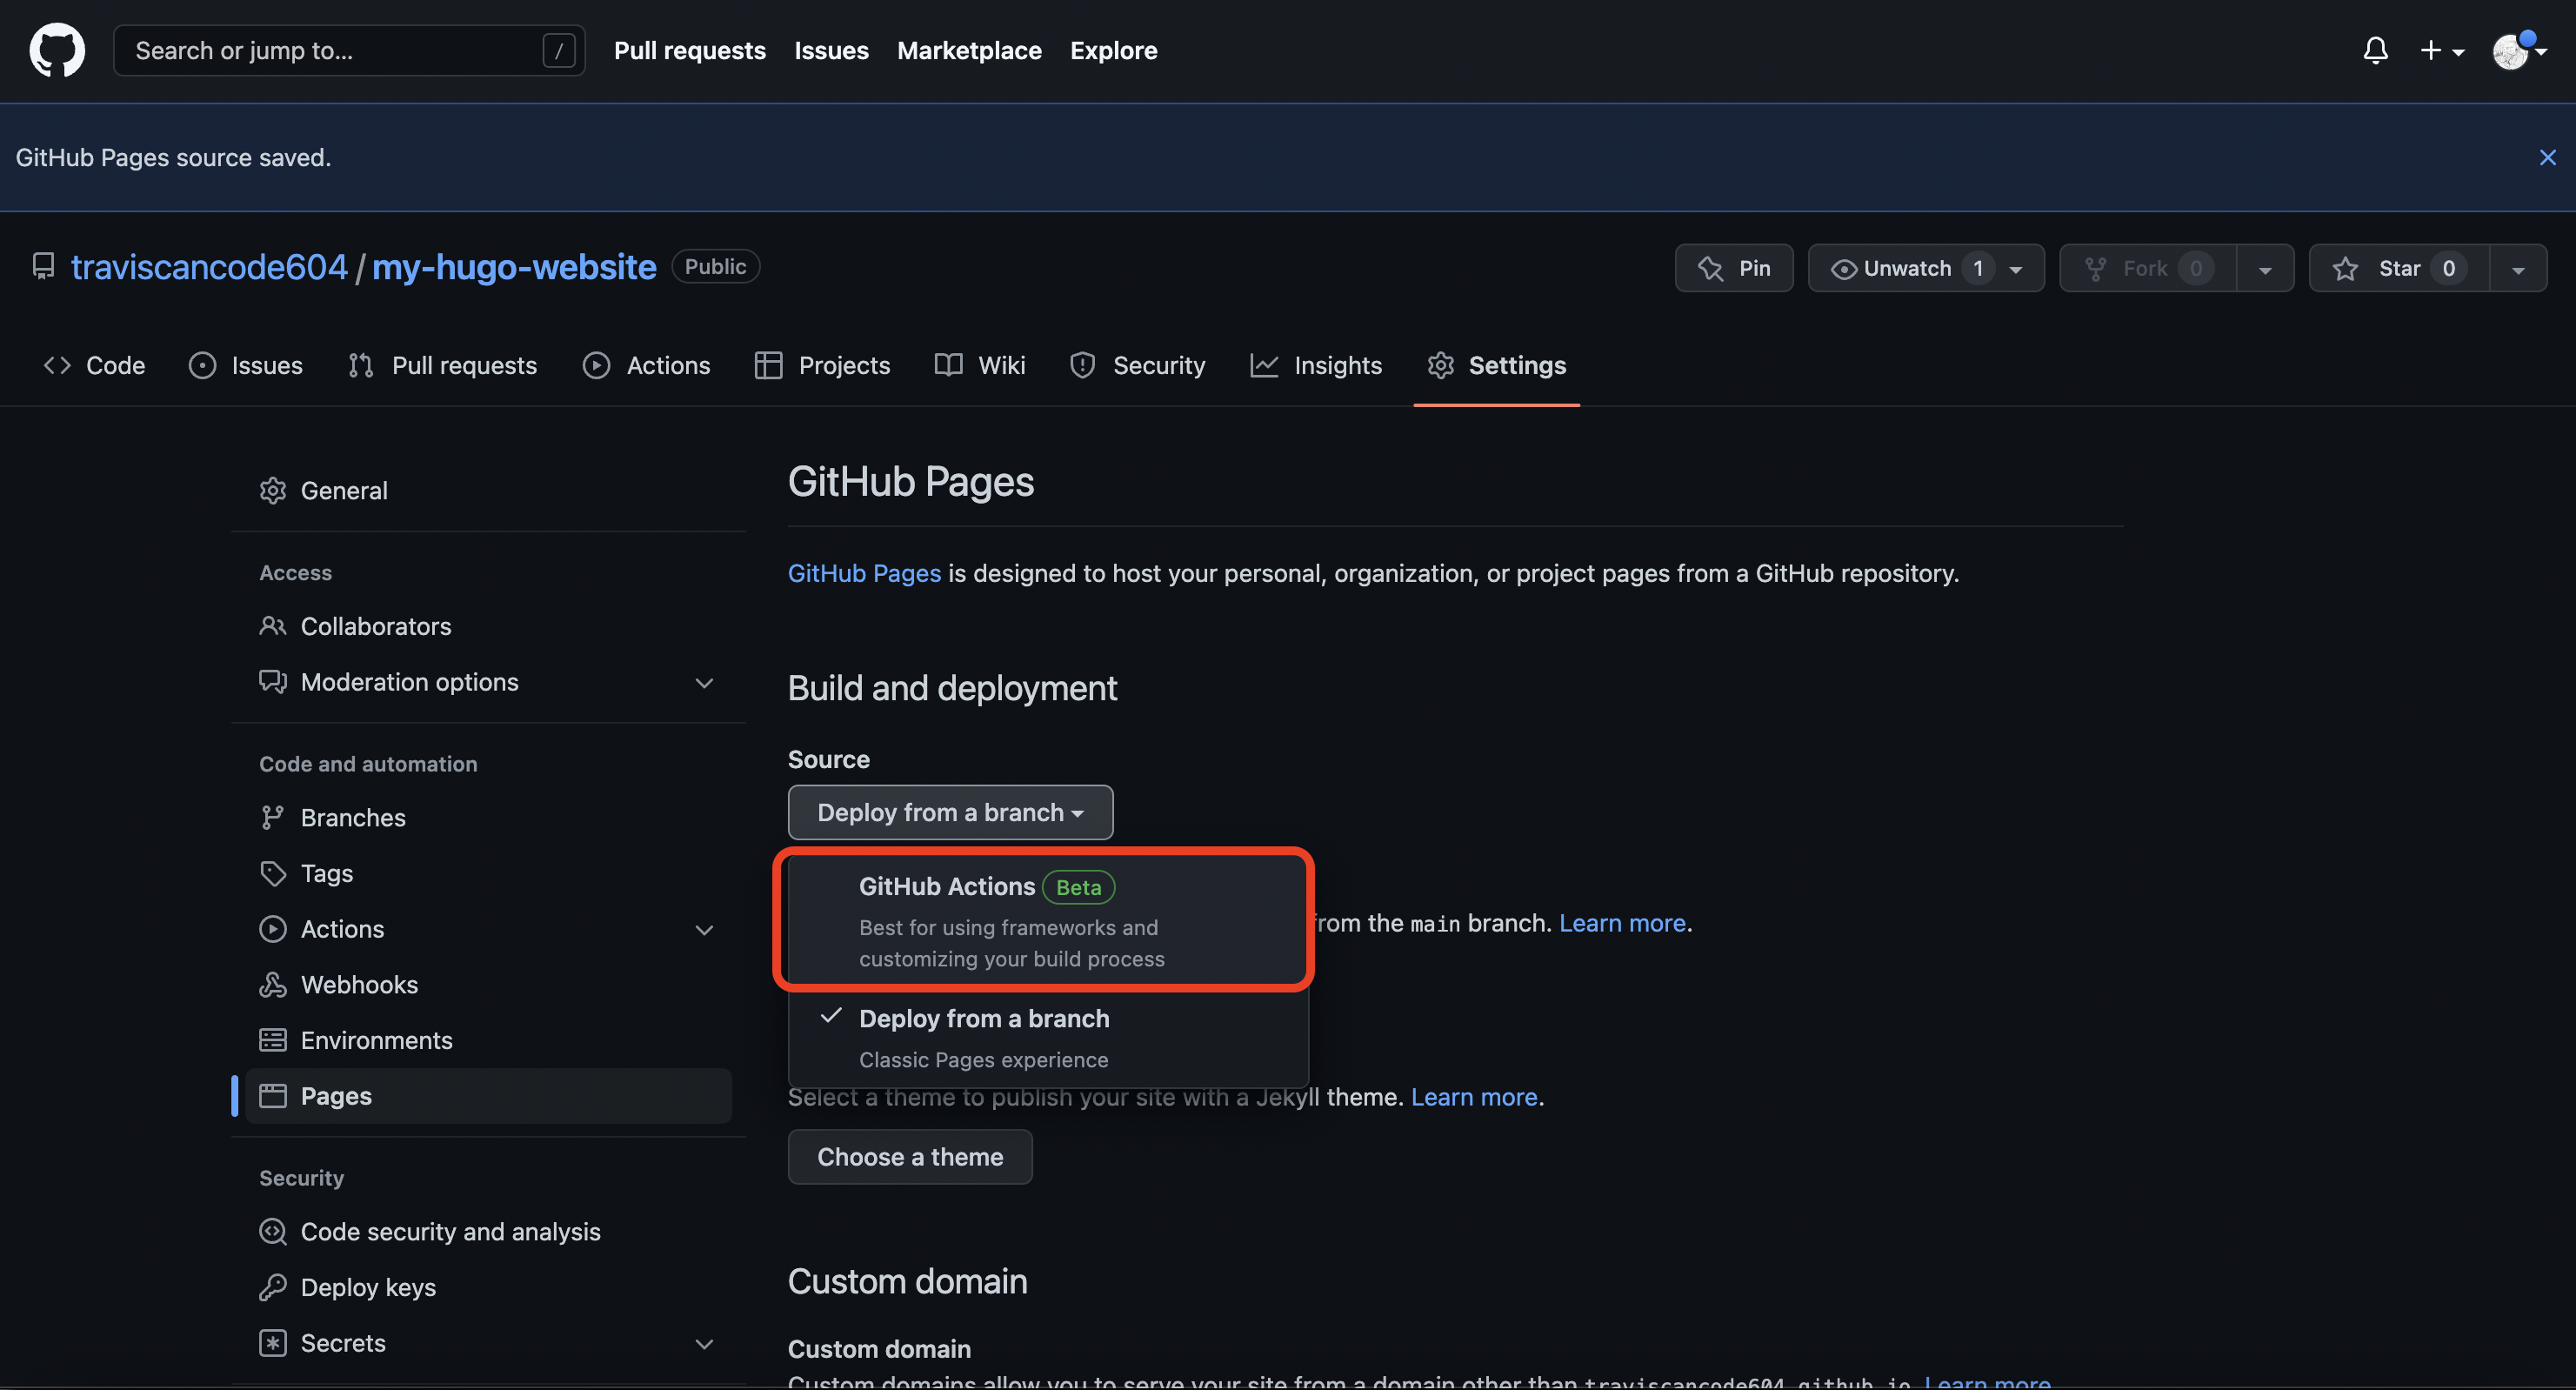 Search or jump to... /
Pull requests Issues Marketplace Explore
GitHub Pages source saved.
traviscancode604 / my-hugo-website Public
Pin Unwatch 1 Fork 0 Star 0
Code Issues Pull requests Actions Projects Wiki Security Insights Settings
General
Access
Collaborators
Moderation options
Code and automation
Branches
Tags
Actions
Webhooks
Environments
Pages
Security
Code security and analysis
Deploy keys
Secrets
GitHub Pages
GitHub Pages is designed to host your personal, organization, or project pages from a GitHub repository.
Build and deployment
Source
Deploy from a branch
GitHub Actions Beta
Best for using frameworks and
customizing your build process
from the main branch. Learn more.
Deploy from a branch
Classic Pages experience
Select a theme to publish your site with a Jekyll theme. Learn more.
Choose a theme
Custom domain
Custom domain
Custom domains allow you to serve your site from a domain other than traviscancode604.github.io. Learn more.